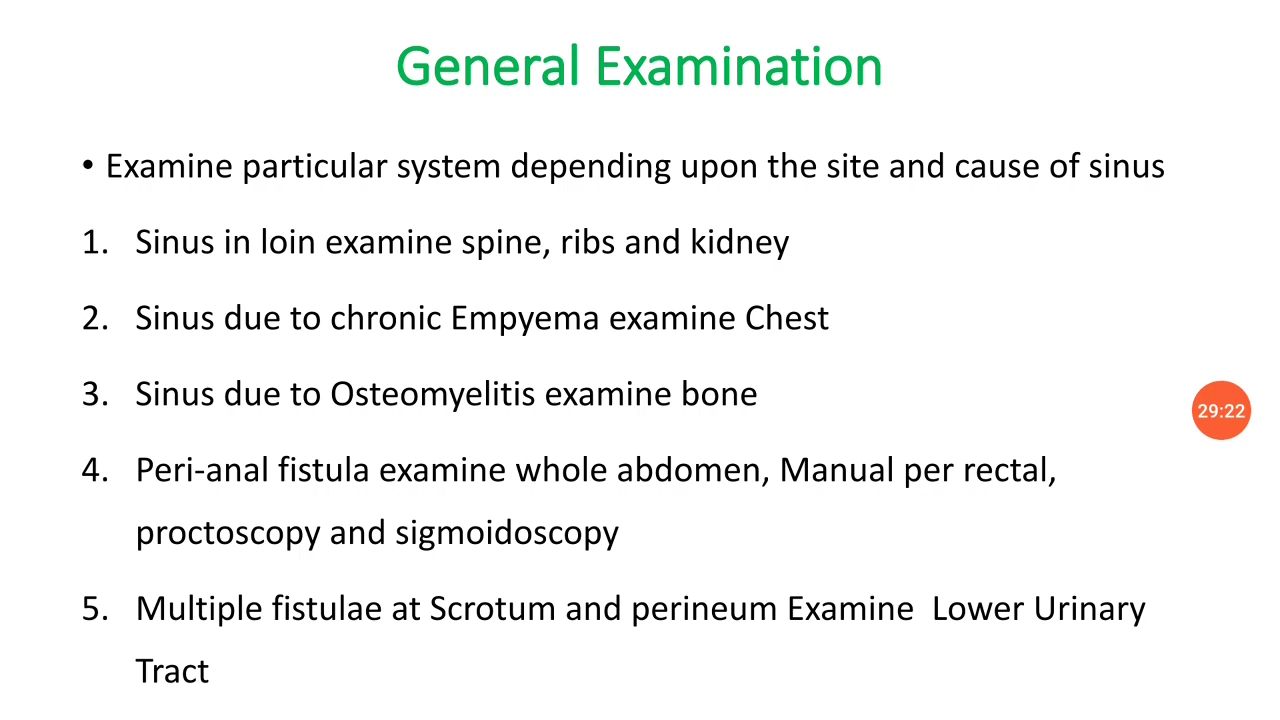 General Examination
• Examine particular system depending upon the site and cause of sinus
1. Sinus in loin examine spine, ribs and kidney
2. Sinus due to chronic Empyema examine Chest
3. Sinus due to Osteomyelitis examine bone
29:22
4. Peri-anal fistula examine whole abdomen, Manual per rectal,
proctoscopy and sigmoidoscopy
5. Multiple fistulae at Scrotum and perineum Examine  Lower Urinary
Tract